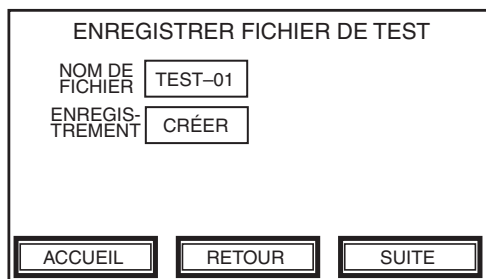 ENREGISTRER FICHIER DE TEST
NOM DE
FICHIER
TEST–01
ENREGIS-
TREMENT
CRÉER
ACCUEIL RETOUR SUITE